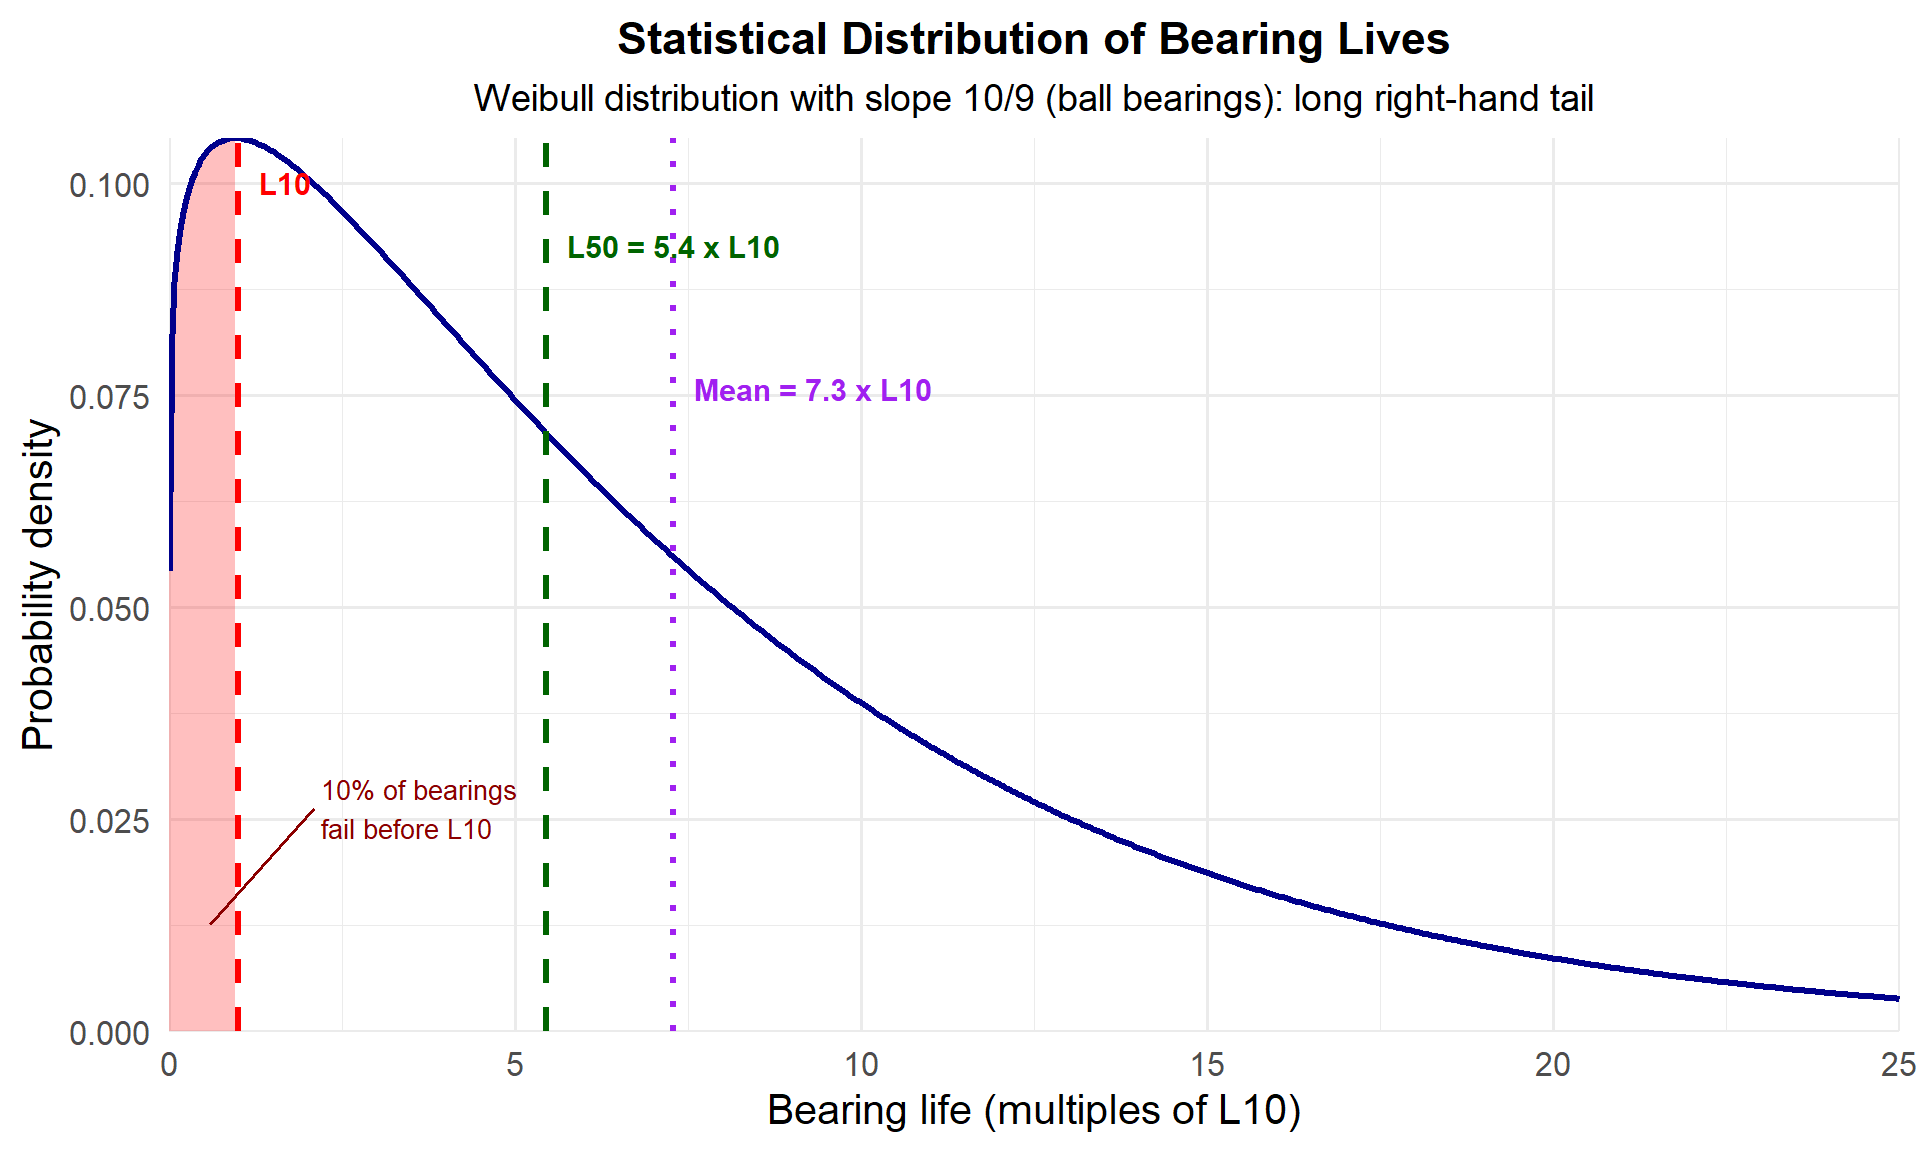 Statistical Distribution of Bearing Lives
Weibull distribution with slope 10/9 (ball bearings): long right-hand tail
Probability density
0.100
0.075
0.050
0.025
0.000
L10
L50 = 5.4 x L10
Mean = 7.3 x L10
10% of bearings
fail before L10
0
5
10
15
20
25
Bearing life (multiples of L10)